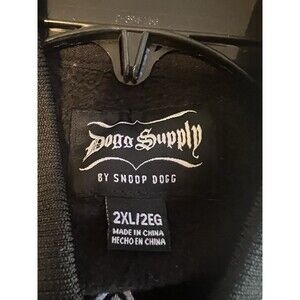 Dogg Supply
BY SNOOP DOGG
2XL/2EG
MADE IN CHINA
HECHO EN CHINA